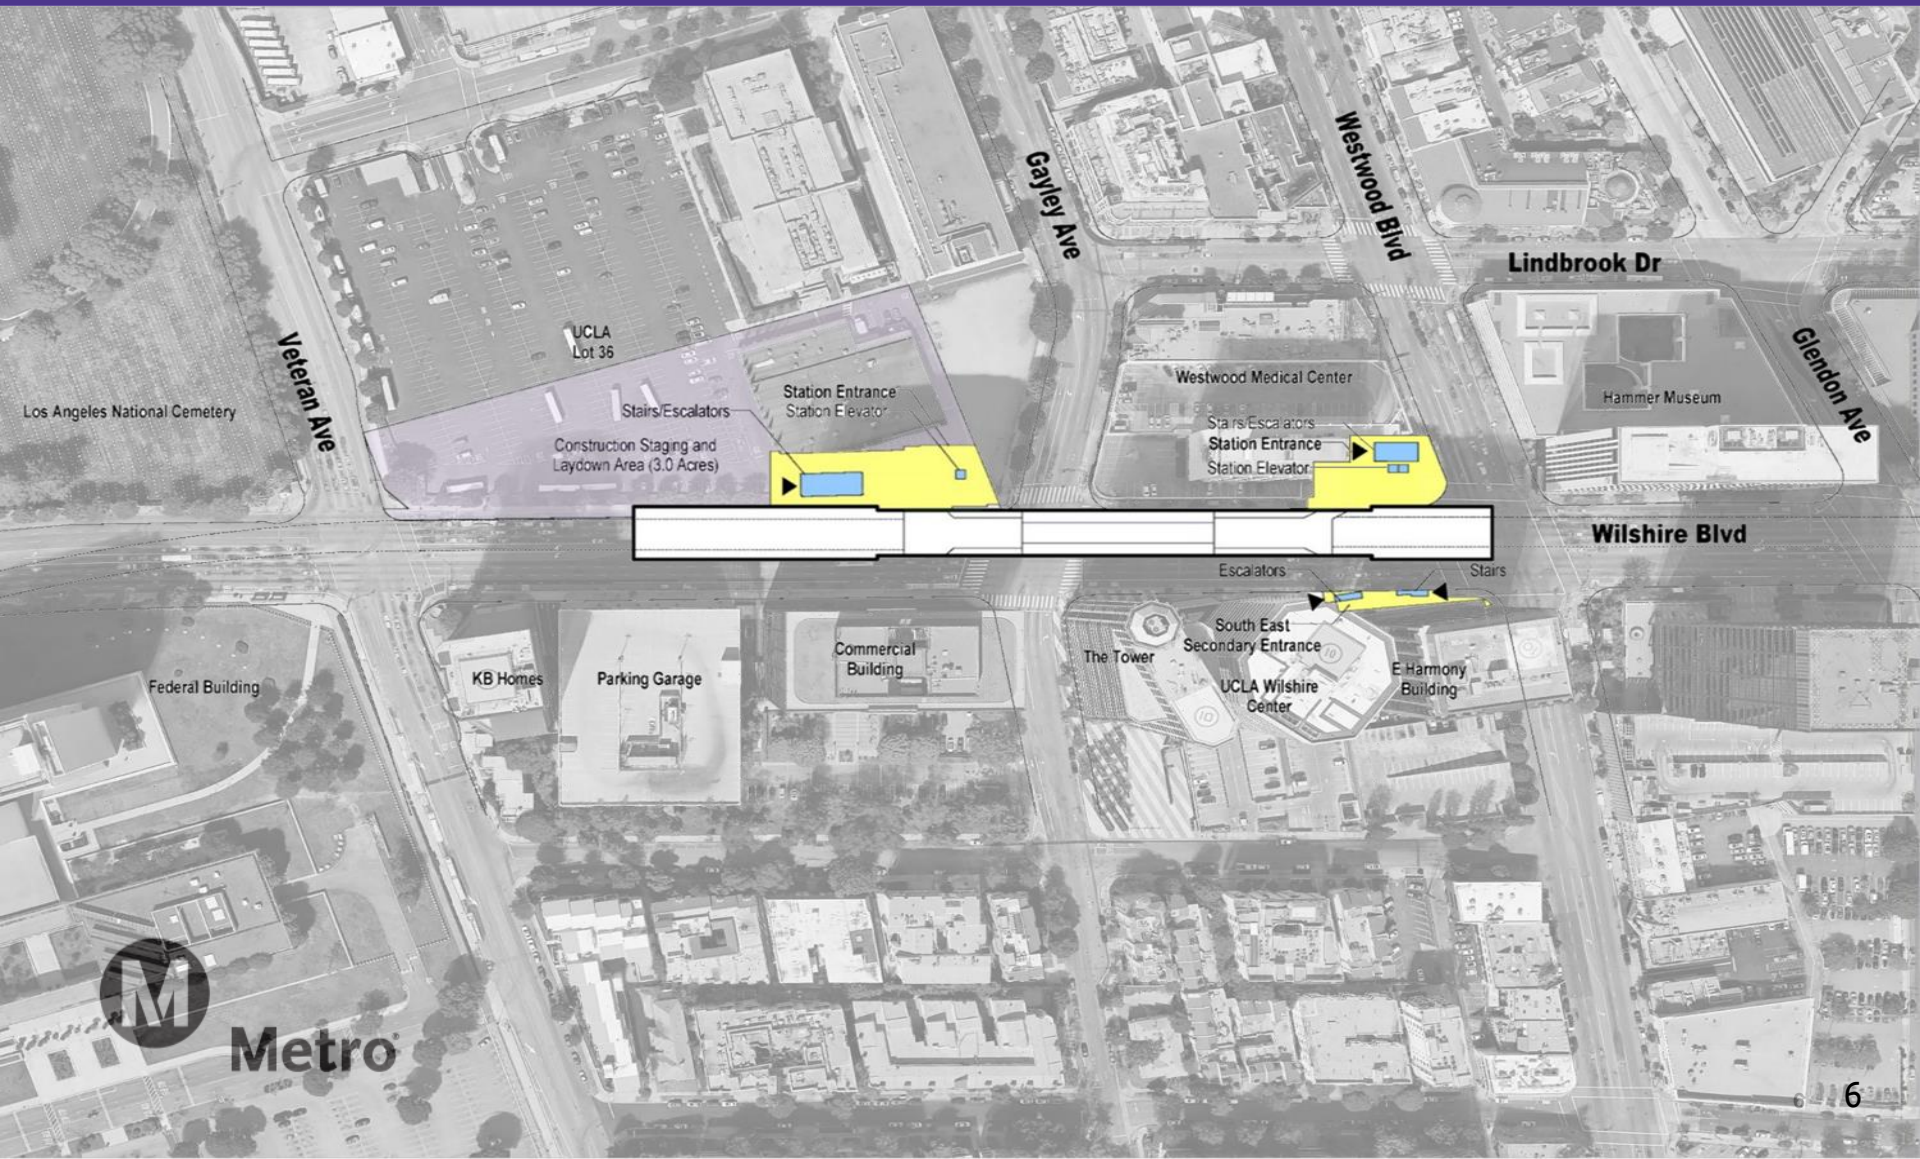 Gayley Ave
Westwood Blvd
Lindbrook Dr
UCLA
Lot 36
Veteran Ave
Glendon Ave
Los Angeles National Cemetery
Station Entrance
Station Elevator
Stairs/Escalators
Construction Staging and
Laydown Area (3.0 Acres)
Westwood Medical Center
Stairs/Escalators
Station Entrance
Station Elevator
Hammer Museum
Wilshire Blvd
Escalators
Stairs
South East
Secondary Entrance
The Tower
UCLA Wilshire
Center
E Harmony
Building
Commercial
Building
Parking Garage
KB Homes
Federal Building
10
10
M
Metro
6
6